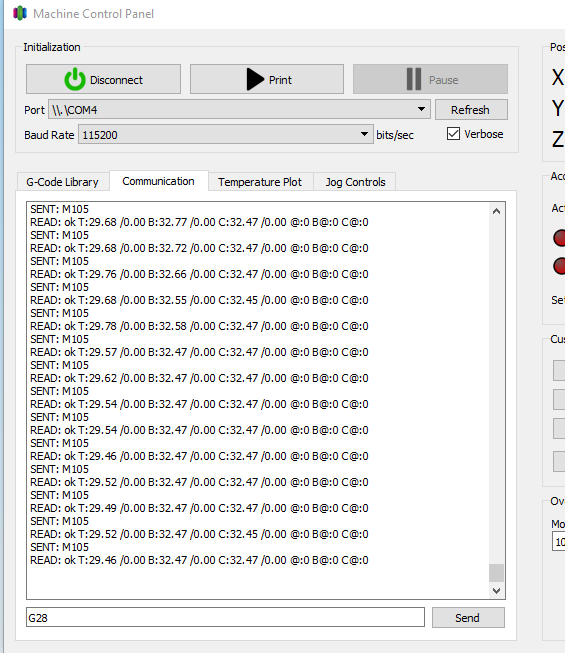 Machine Control Panel
Initialization
Disconnect
Print
Pause
Port \\.\COM4
Refresh
Baud Rate 115200 bits/sec
Verbose
G-Code Library
Communication
Temperature Plot
Jog Controls
SENT: M105
READ: ok T:29.68 /0.00 B:32.77 /0.00 C:32.47 /0.00 @:0 B@:0 C@:0
SENT: M105
READ: ok T:29.68 /0.00 B:32.72 /0.00 C:32.47 /0.00 @:0 B@:0 C@:0
SENT: M105
READ: ok T:29.76 /0.00 B:32.66 /0.00 C:32.47 /0.00 @:0 B@:0 C@:0
SENT: M105
READ: ok T:29.68 /0.00 B:32.55 /0.00 C:32.45 /0.00 @:0 B@:0 C@:0
SENT: M105
READ: ok T:29.78 /0.00 B:32.58 /0.00 C:32.47 /0.00 @:0 B@:0 C@:0
SENT: M105
READ: ok T:29.57 /0.00 B:32.47 /0.00 C:32.47 /0.00 @:0 B@:0 C@:0
SENT: M105
READ: ok T:29.62 /0.00 B:32.47 /0.00 C:32.47 /0.00 @:0 B@:0 C@:0
SENT: M105
READ: ok T:29.54 /0.00 B:32.47 /0.00 C:32.47 /0.00 @:0 B@:0 C@:0
SENT: M105
READ: ok T:29.54 /0.00 B:32.47 /0.00 C:32.47 /0.00 @:0 B@:0 C@:0
SENT: M105
READ: ok T:29.46 /0.00 B:32.47 /0.00 C:32.47 /0.00 @:0 B@:0 C@:0
SENT: M105
READ: ok T:29.52 /0.00 B:32.47 /0.00 C:32.47 /0.00 @:0 B@:0 C@:0
SENT: M105
READ: ok T:29.49 /0.00 B:32.47 /0.00 C:32.47 /0.00 @:0 B@:0 C@:0
SENT: M105
READ: ok T:29.52 /0.00 B:32.47 /0.00 C:32.45 /0.00 @:0 B@:0 C@:0
SENT: M105
READ: ok T:29.46 /0.00 B:32.47 /0.00 C:32.47 /0.00 @:0 B@:0 C@:0
G28
Send
Pos
X
Y
Z
Acc
Act
Set
Cus
Ove
Mo
10